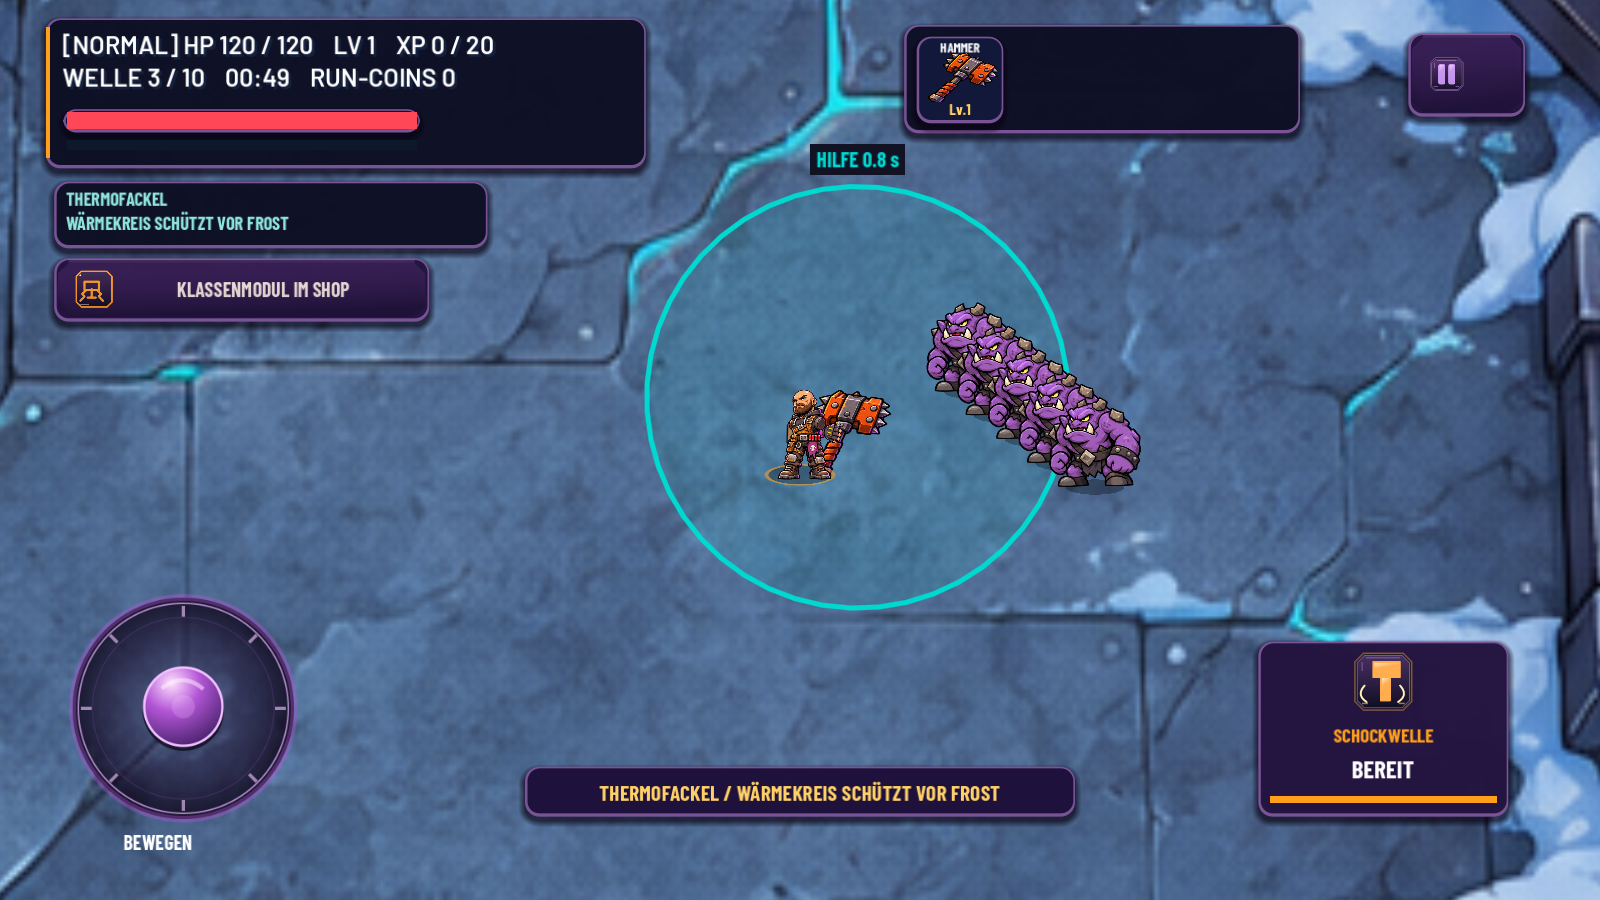 [NORMAL] HP 120 / 120 LV 1 XP 0 / 20
WELLE 3 / 10 00:49 RUN-COINS 0
HAMMER
Lv.1
HILFE 0.8 s
THERMOFACKEL
WÄRMEKREIS SCHÜTZT VOR FROST
KLASSENMODUL IM SHOP
SCHOCKWELLE
BEREIT
THERMOFACKEL / WÄRMEKREIS SCHÜTZT VOR FROST
BEWEGEN